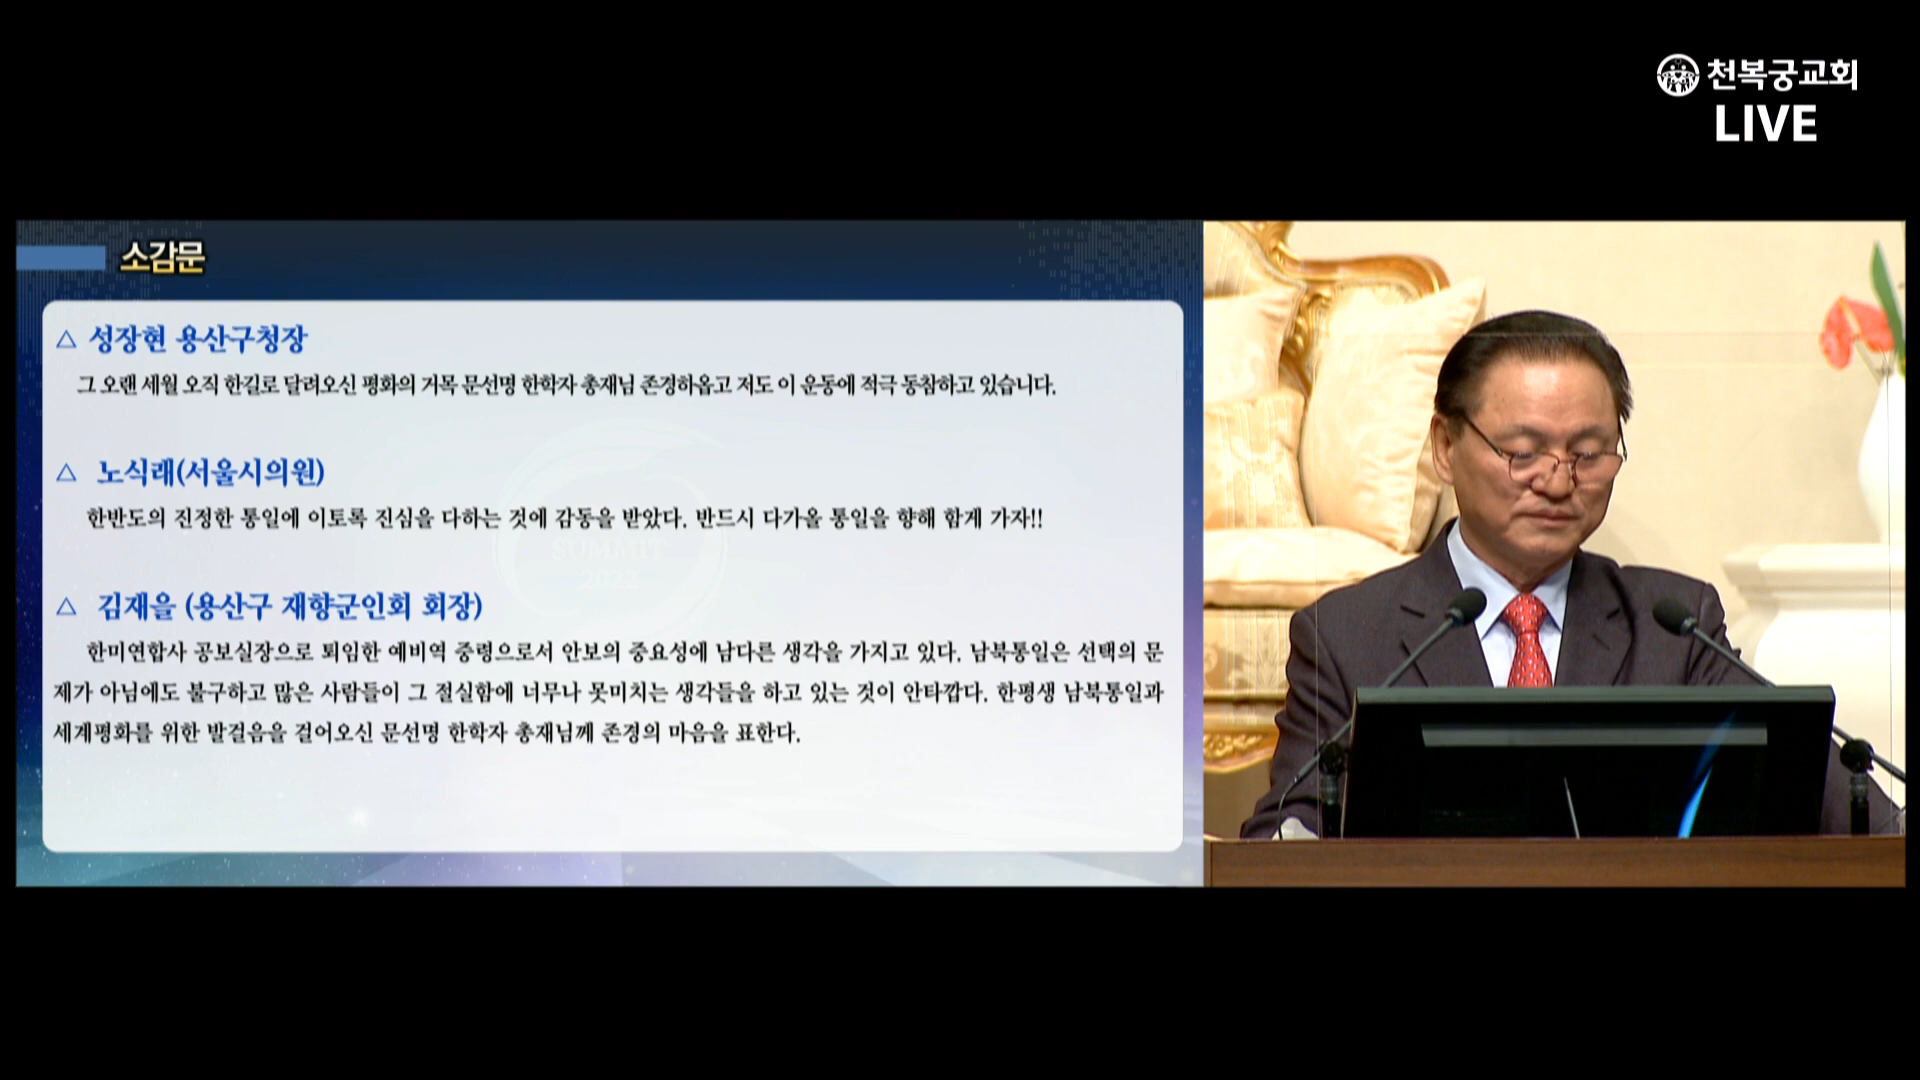 천복궁교회
LIVE
소감문
△ 성장현 용산구청장
그 오랜 세월 오직 한길로 달려오신 평화의 거목 문선명 한학자 총재님 존경하옵고 저도 이 운동에 적극 동참하고 있습니다.
△ 노식래(서울시의원)
한반도의 진정한 통일에 이토록 진심을 다하는 것에 감동을 받았다. 반드시 다가올 통일을 향해 함게 가자!!
SUMMIT
2022
△ 김재을 (용산구 재향군인회 회장)
한미연합사 공보실장으로 퇴임한 예비역 중령으로서 안보의 중요성에 남다른 생각을 가지고 있다. 남북통일은 선택의 문
제가 아님에도 불구하고 많은 사람들이 그 절실함에 너무나 못미치는 생각들을 하고 있는 것이 안타깝다. 한평생 남북통일과
세계평화를 위한 발걸음을 걸어오신 문선명 한학자 총재님께 존경의 마음을 표한다.